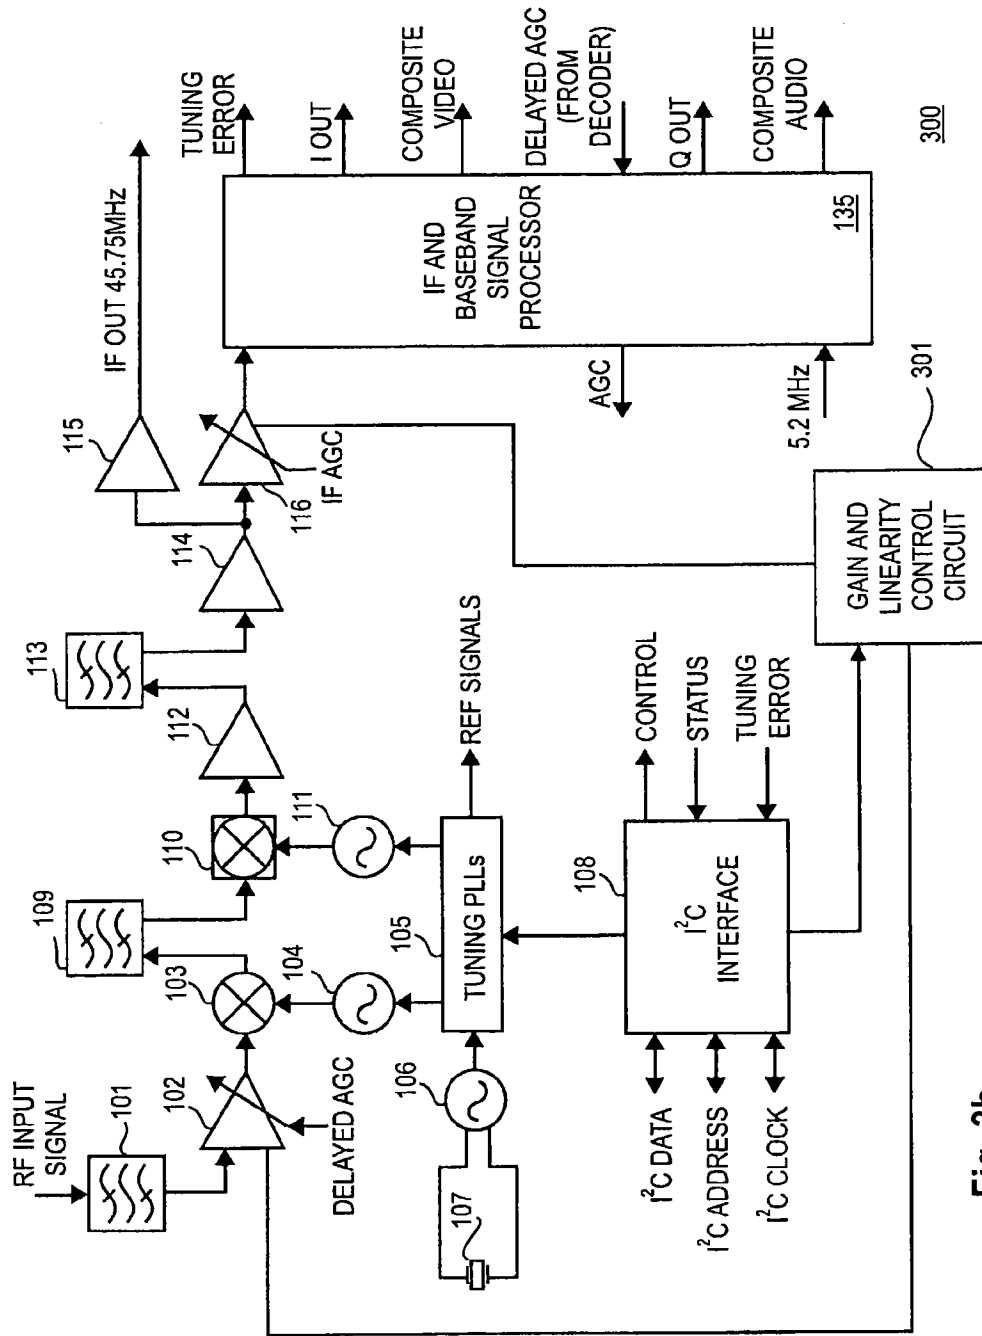 RF INPUT
SIGNAL
101
102
DELAYED AGC
103
104
109
110
111
112
113
114
115
IF OUT 45.75MHz
116
IF AGC
TUNING PLLs
105
106
107
REF SIGNALS
108
I²C
INTERFACE
I²C DATA
I²C ADDRESS
I²C CLOCK
CONTROL
STATUS
TUNING
ERROR
GAIN AND
LINEARITY
CONTROL
CIRCUIT
301
IF AND
BASEBAND
SIGNAL
PROCESSOR
135
AGC
5.2 MHz
TUNING
ERROR
I OUT
COMPOSITE
VIDEO
DELAYED AGC
(FROM
DECODER)
Q OUT
COMPOSITE
AUDIO
300